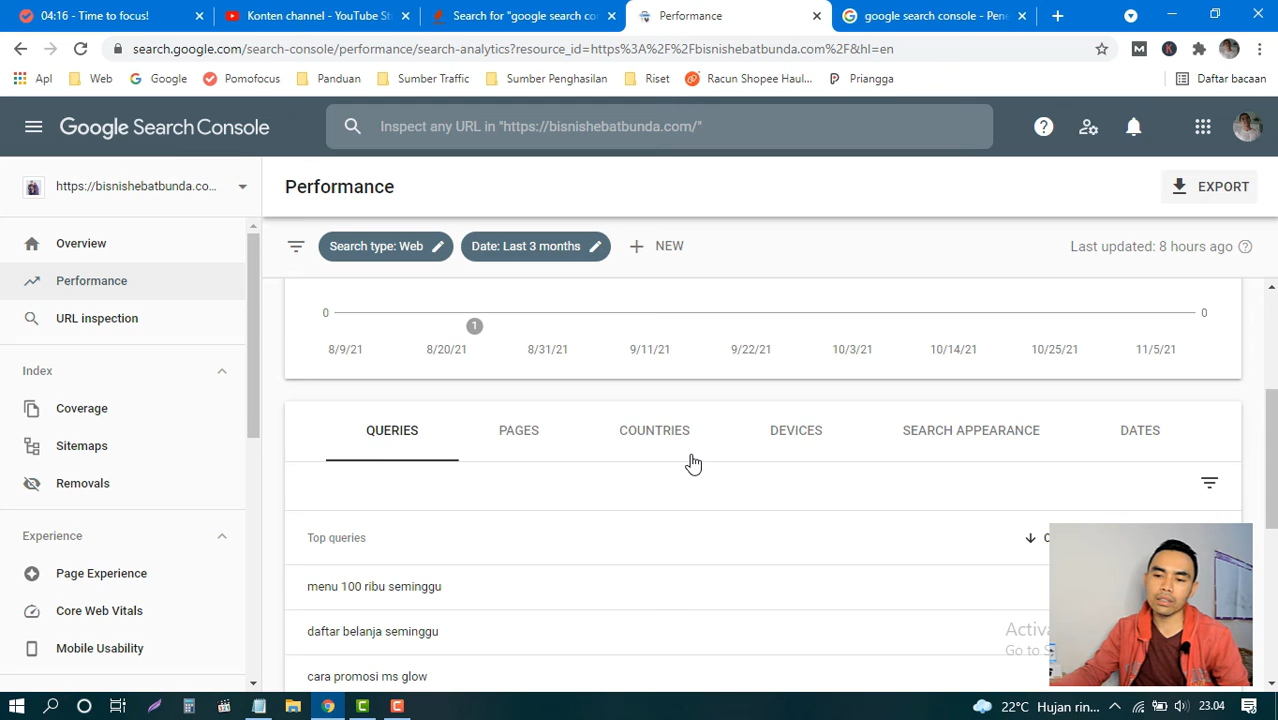 04:16 - Time to focus!
Konten channel - YouTube St
Search for "google search con
Performance
google search console - Pene
search.google.com/search-console/performance/search-analytics?resource_id=https%3A%2F%2Fbisnishebatbunda.com%2F&hl=en
Apl
Web
Google
Pomofocus
Panduan
Sumber Traffic
Sumber Penghasilan
Riset
Racun Shopee Haul...
Priangga
Daftar bacaan
Google Search Console
Inspect any URL in "https://bisnishebatbunda.com/"
https://bisnishebatbunda.co...
Performance
EXPORT
Overview
Performance
URL inspection
Index
Coverage
Sitemaps
Removals
Experience
Page Experience
Core Web Vitals
Mobile Usability
Search type: Web
Date: Last 3 months
NEW
Last updated: 8 hours ago
0
0
1
8/9/21
8/20/21
8/31/21
9/11/21
9/22/21
10/3/21
10/14/21
10/25/21
11/5/21
QUERIES
PAGES
COUNTRIES
DEVICES
SEARCH APPEARANCE
DATES
Top queries
menu 100 ribu seminggu
daftar belanja seminggu
cara promosi ms glow
Go to S
22°C Hujan rin...
23.04